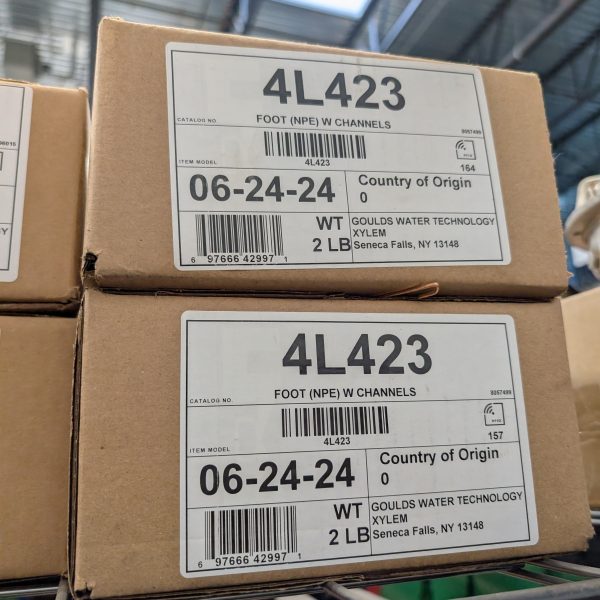 4L423
FOOT (NPE) W CHANNELS
CATALOG NO.
8057499
4L423
ITEM MODEL
164
06-24-24
Country of Origin
0
WT
2 LB
GOULDS WATER TECHNOLOGY
XYLEM
Seneca Falls, NY 13148
6 97666 42997 1
4L423
FOOT (NPE) W CHANNELS
CATALOG NO.
8057499
4L423
ITEM MODEL
157
06-24-24
Country of Origin
0
WT
2 LB
GOULDS WATER TECHNOLOGY
XYLEM
Seneca Falls, NY 13148
6 97666 42997 1